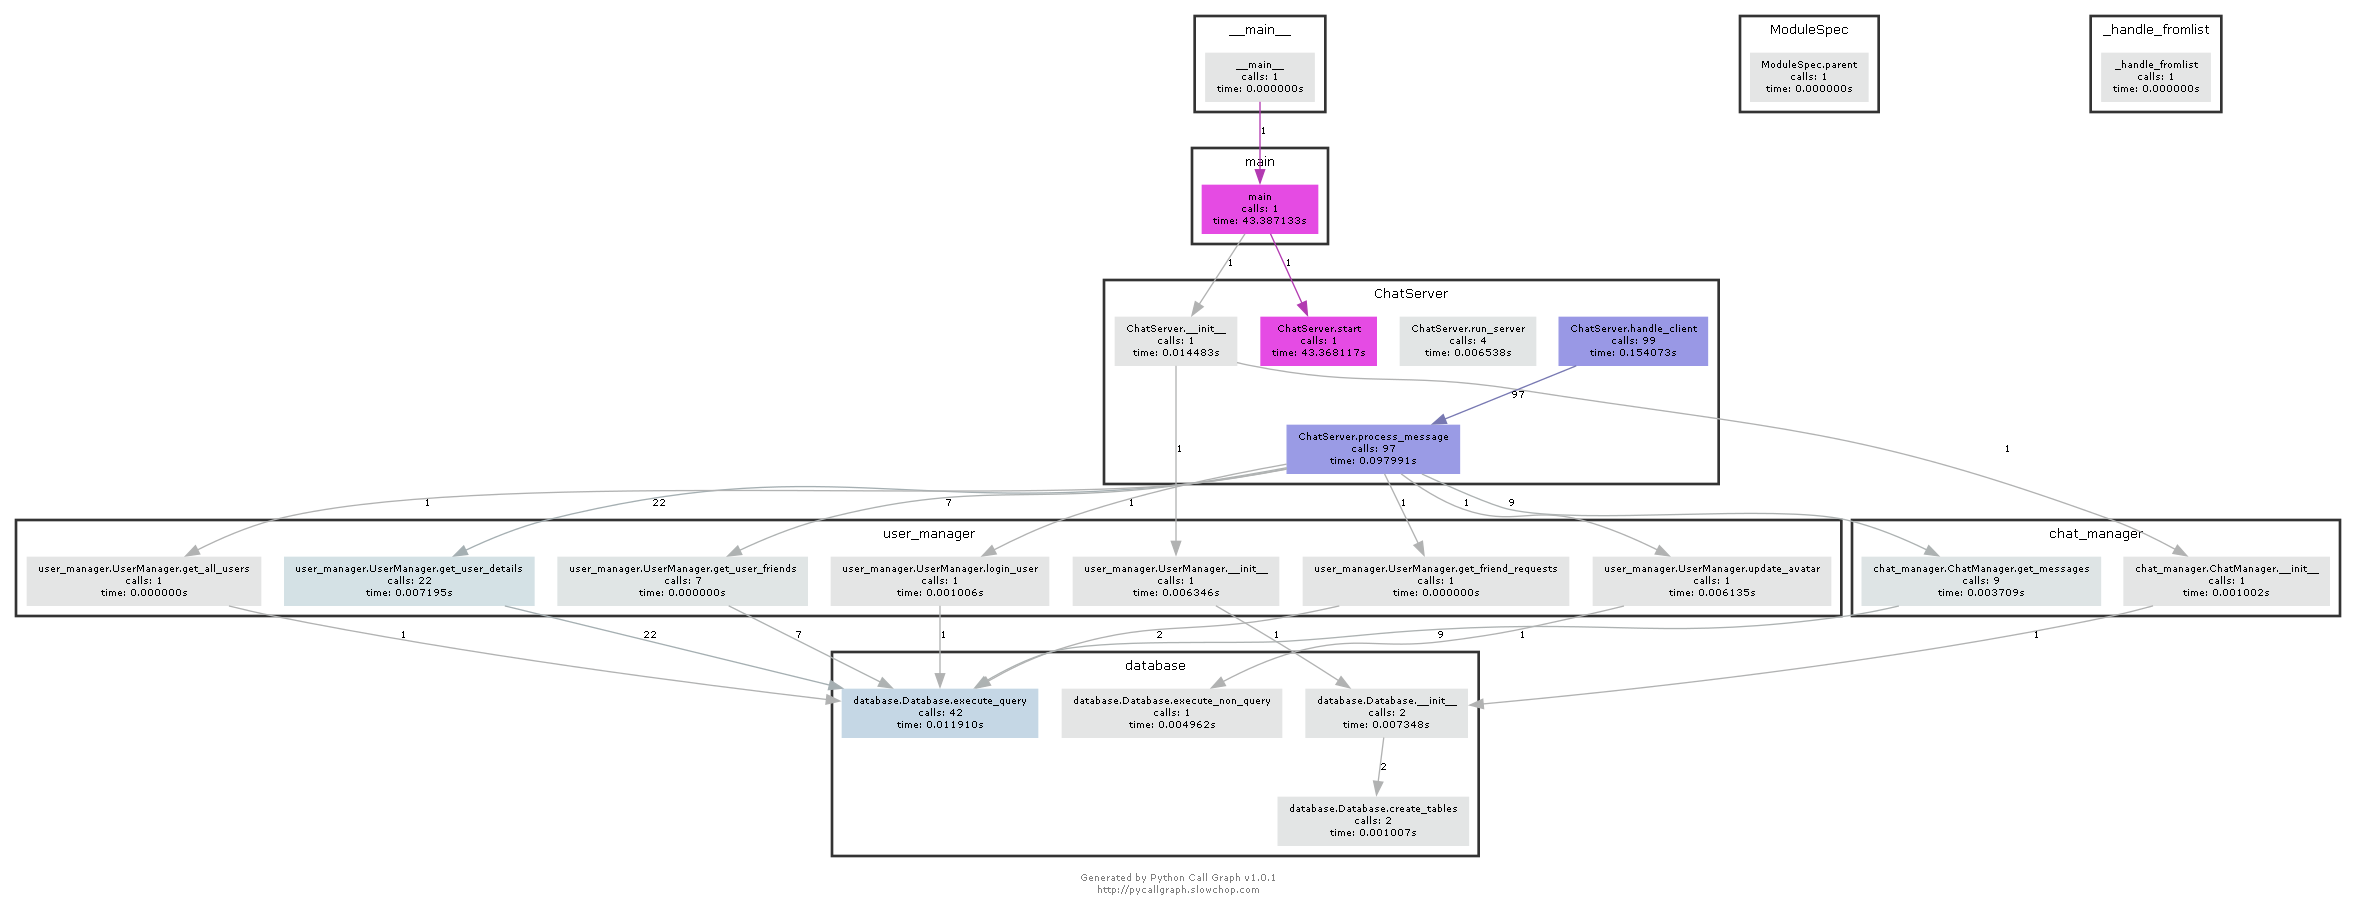 __main__
__main__
calls: 1
time: 0.000000s
ModuleSpec
ModuleSpec.parent
calls: 1
time: 0.000000s
_handle_fromlist
_handle_fromlist
calls: 1
time: 0.000000s
1
main
main
calls: 1
time: 43.387133s
1
1
ChatServer
ChatServer.__init__
calls: 1
time: 0.014483s
ChatServer.start
calls: 1
time: 43.368117s
ChatServer.run_server
calls: 4
time: 0.006538s
ChatServer.handle_client
calls: 99
time: 0.154073s
97
ChatServer.process_message
calls: 97
time: 0.097991s
1
1
1
22
7
1
1
1
9
user_manager
user_manager.UserManager.get_all_users
calls: 1
time: 0.000000s
user_manager.UserManager.get_user_details
calls: 22
time: 0.007195s
user_manager.UserManager.get_user_friends
calls: 7
time: 0.000000s
user_manager.UserManager.login_user
calls: 1
time: 0.001006s
user_manager.UserManager.__init__
calls: 1
time: 0.006346s
user_manager.UserManager.get_friend_requests
calls: 1
time: 0.000000s
user_manager.UserManager.update_avatar
calls: 1
time: 0.006135s
chat_manager
chat_manager.ChatManager.get_messages
calls: 9
time: 0.003709s
chat_manager.ChatManager.__init__
calls: 1
time: 0.001002s
1
22
7
1
2
1
9
1
1
database
database.Database.execute_query
calls: 42
time: 0.011910s
database.Database.execute_non_query
calls: 1
time: 0.004962s
database.Database.__init__
calls: 2
time: 0.007348s
2
database.Database.create_tables
calls: 2
time: 0.001007s
Generated by Python Call Graph v1.0.1
http://pycallgraph.slowchop.com